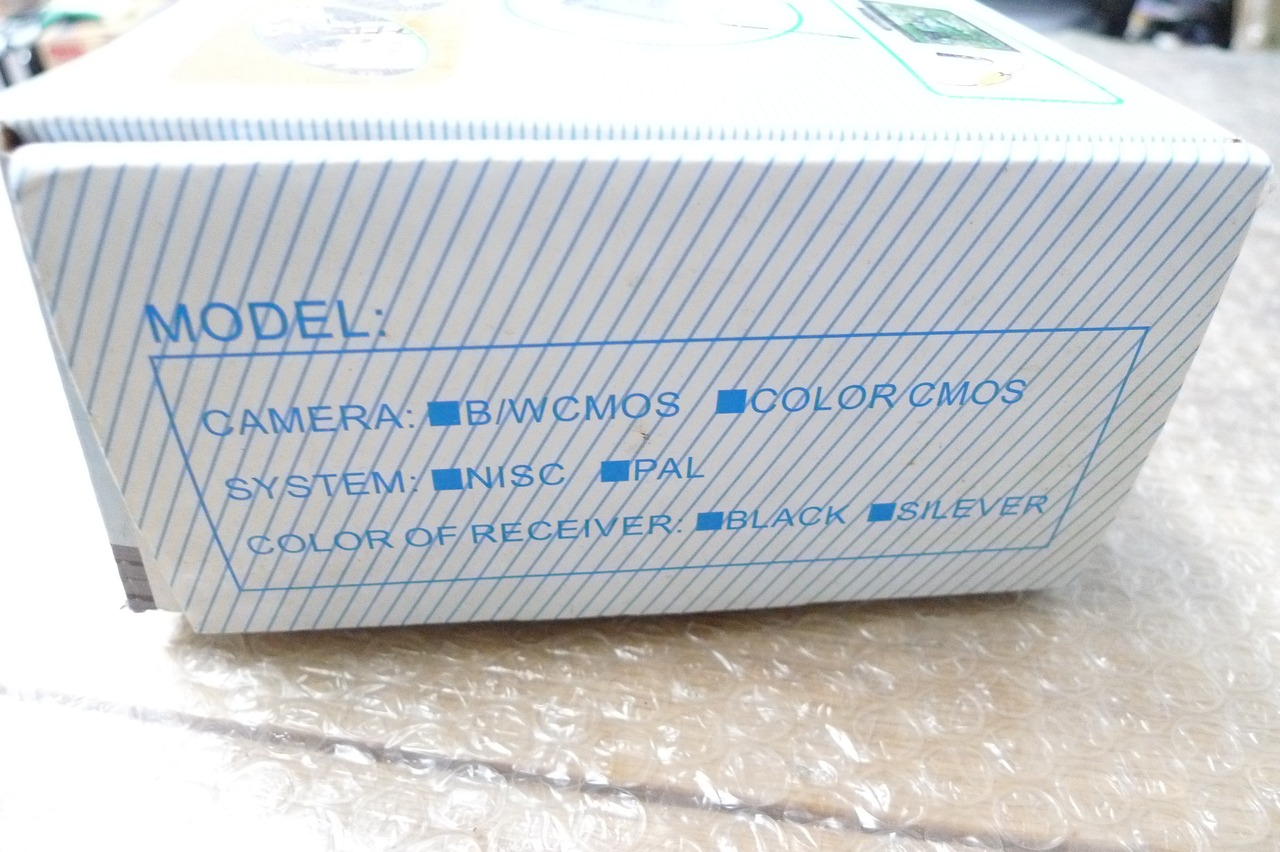 MODEL:
CAMERA: ■B/WCMOS ■COLOR CMOS
SYSTEM: ■NISC ■PAL
COLOR OF RECEIVER: ■BLACK ■SILEVER